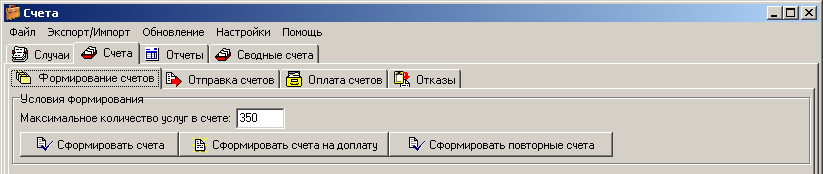 Счета
Файл Экспорт/Импорт Обновление Настройки Помощь
Случаи Счета Отчеты Сводные счета
Формирование счетов Отправка счетов Оплата счетов Отказы
Условия формирования
Максимальное количество услуг в счете: 350
Сформировать счета Сформировать счета на доплату Сформировать повторные счета